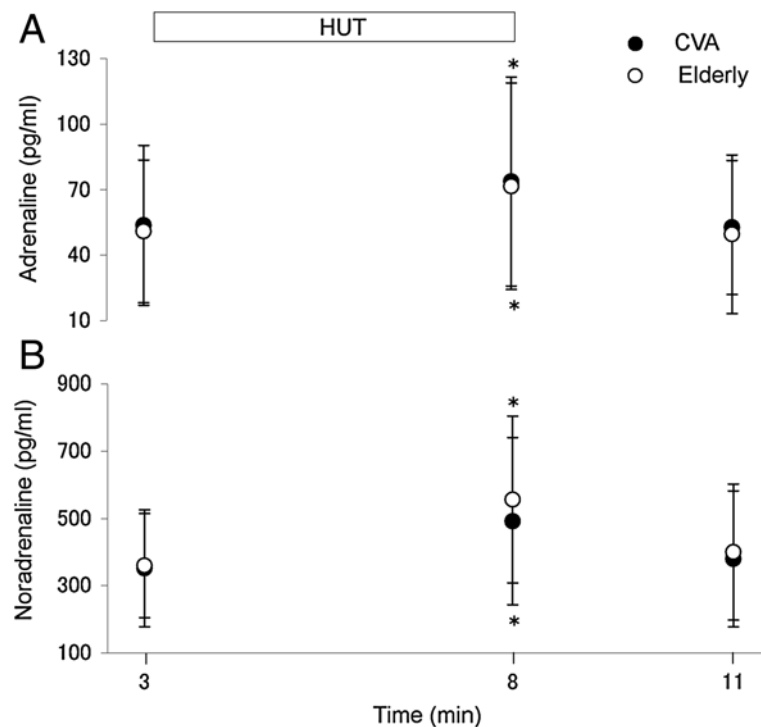 A
HUT
CVA
Elderly
130
100
70
40
10
Adrenaline (pg/ml)
*
*
B
900
700
500
300
100
Noradrenaline (pg/ml)
*
*
3 8 11
Time (min)